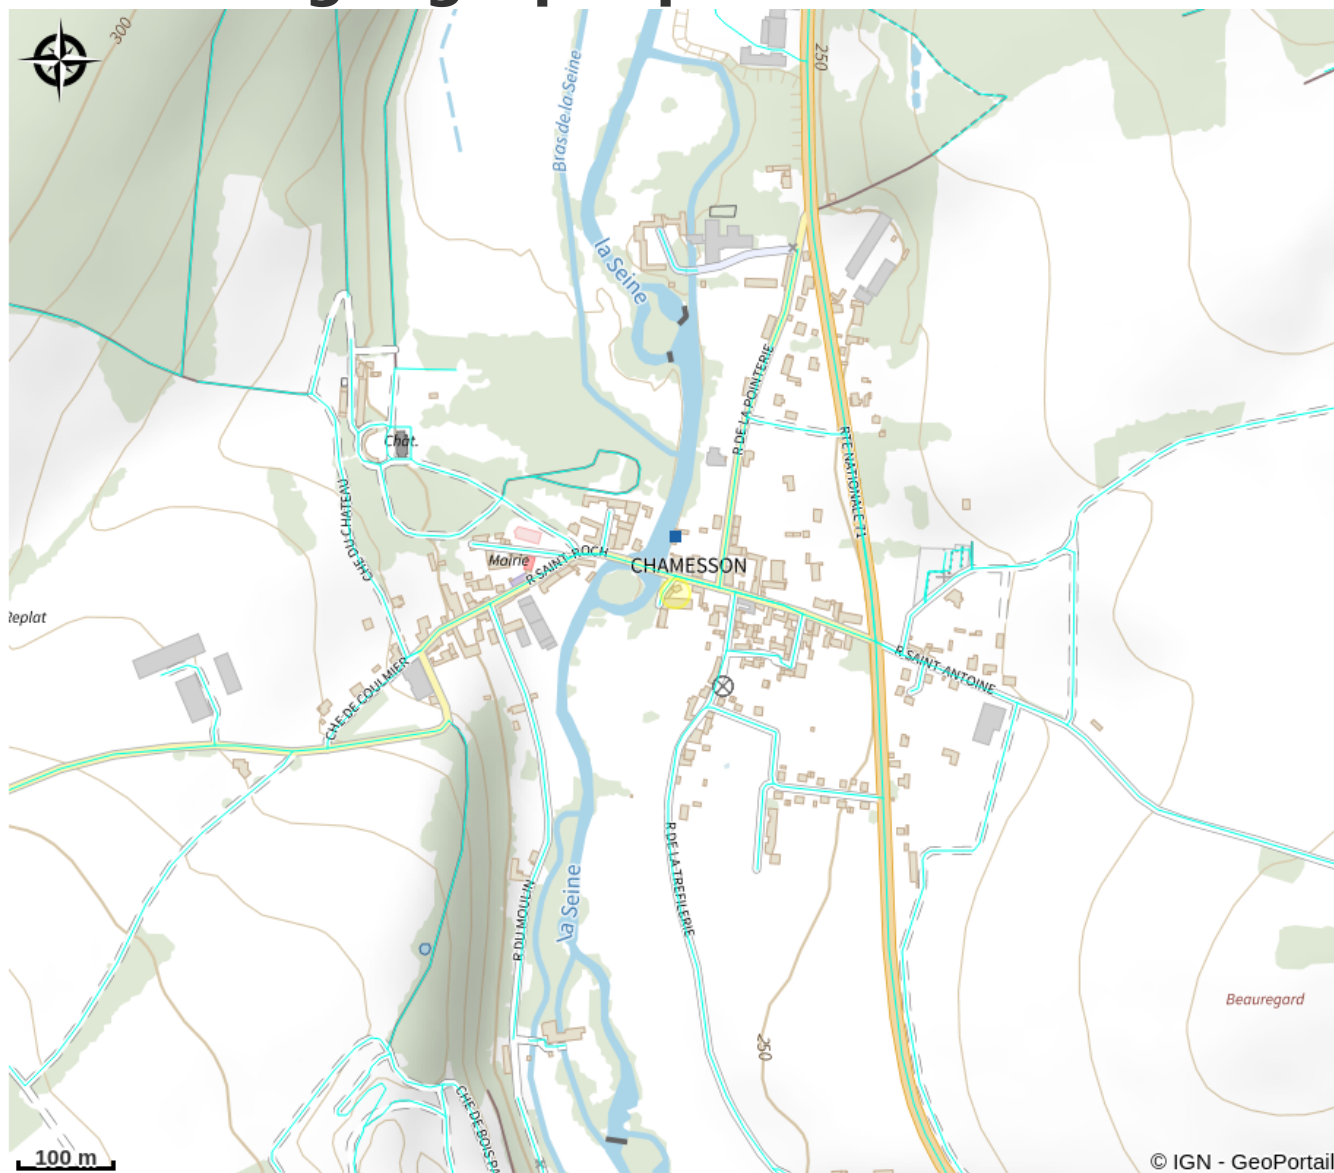 300
250
Bras de la Seine
la Seine
R DE LA POINTERIE
RTE NATIONALE 71
Chât.
CHE DU CHATEAU
Mairie
R SAINT-ROCH
CHAMESSON
Replat
CHE DE COULMIER
R SAINT-ANTOINE
R DE LA TREFILERIE
R DU MOULIN
la Seine
Beauregard
250
CHE DE BOIS PA
100 m
© IGN - GeoPortail